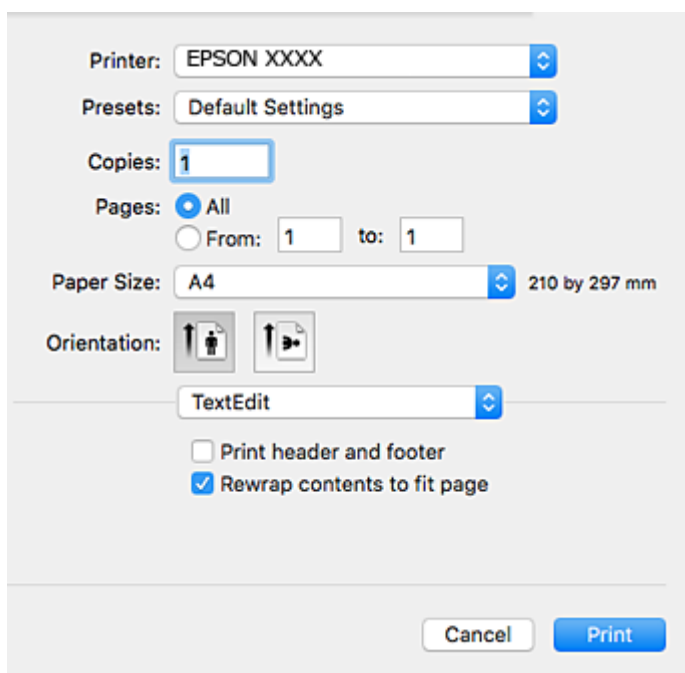 Printer: EPSON XXXX
Presets: Default Settings
Copies: 1
Pages: All
From: 1 to: 1
Paper Size: A4 210 by 297 mm
Orientation:
TextEdit
Print header and footer
Rewrap contents to fit page
Cancel Print